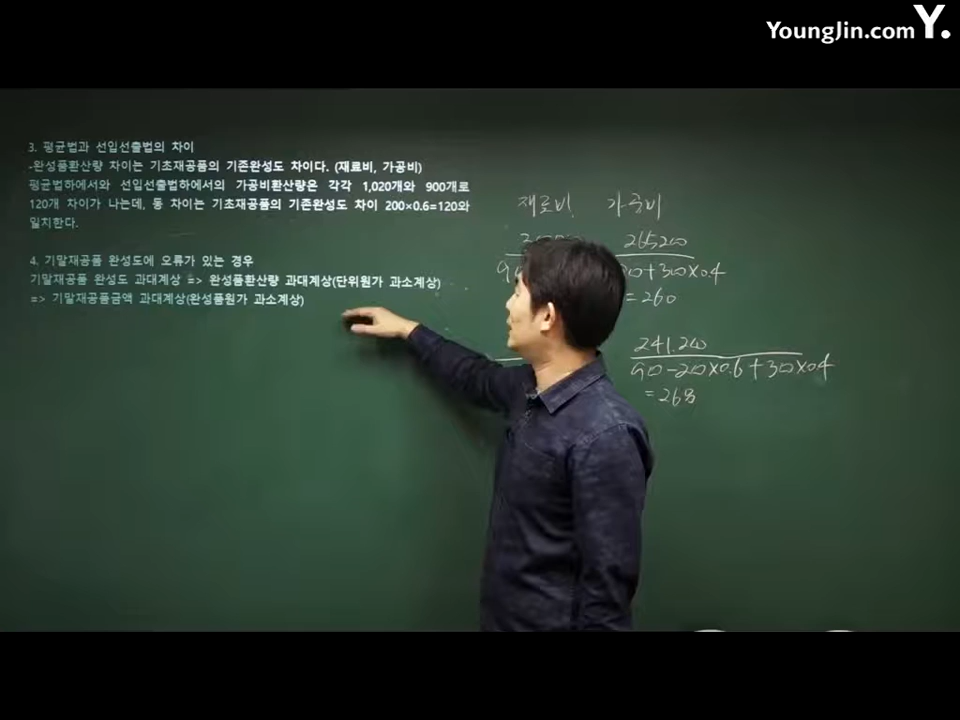 YoungJin.com Y.
3. 평균법과 선입선출법의 차이
-완성품환산량 차이는 기초재공품의 기존완성도 차이다. (재료비, 가공비)
평균법하에서와 선입선출법하에서의 가공비환산량은 각각 1,020개와 900개로
120개 차이가 나는데, 동 차이는 기초재공품의 기존완성도 차이 200×0.6=120와
일치한다.
4. 기말재공품 완성도에 오류가 있는 경우
기말재공품 완성도 과대계상 => 완성품환산량 과대계상(단위원가 과소계상)
=> 기말재공품금액 과대계상(완성품원가 과소계상)
재료비 가공비
265200
+300×0.4
=260
241,200
900-200×0.6+300×0.4
=268